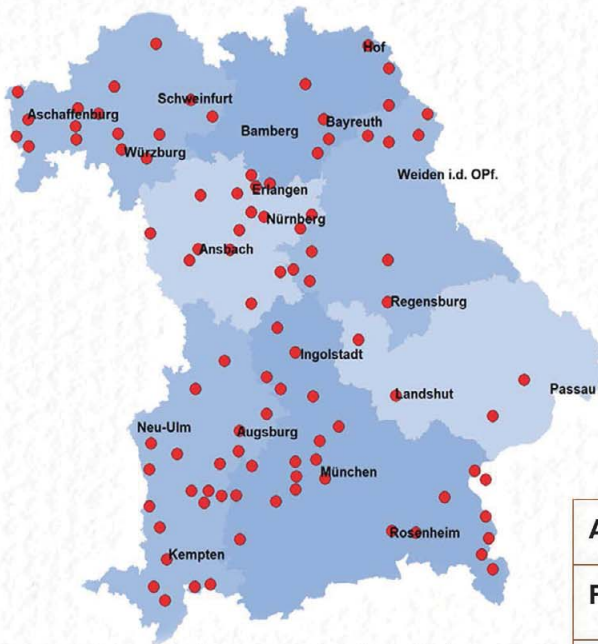 Hof
Aschaffenburg
Schweinfurt
Bamberg
Bayreuth
Würzburg
Weiden i.d. OPf.
Erlangen
Nürnberg
Ansbach
Regensburg
Ingolstadt
Landshut
Passau
Neu-Ulm
Augsburg
München
Rosenheim
Kempten